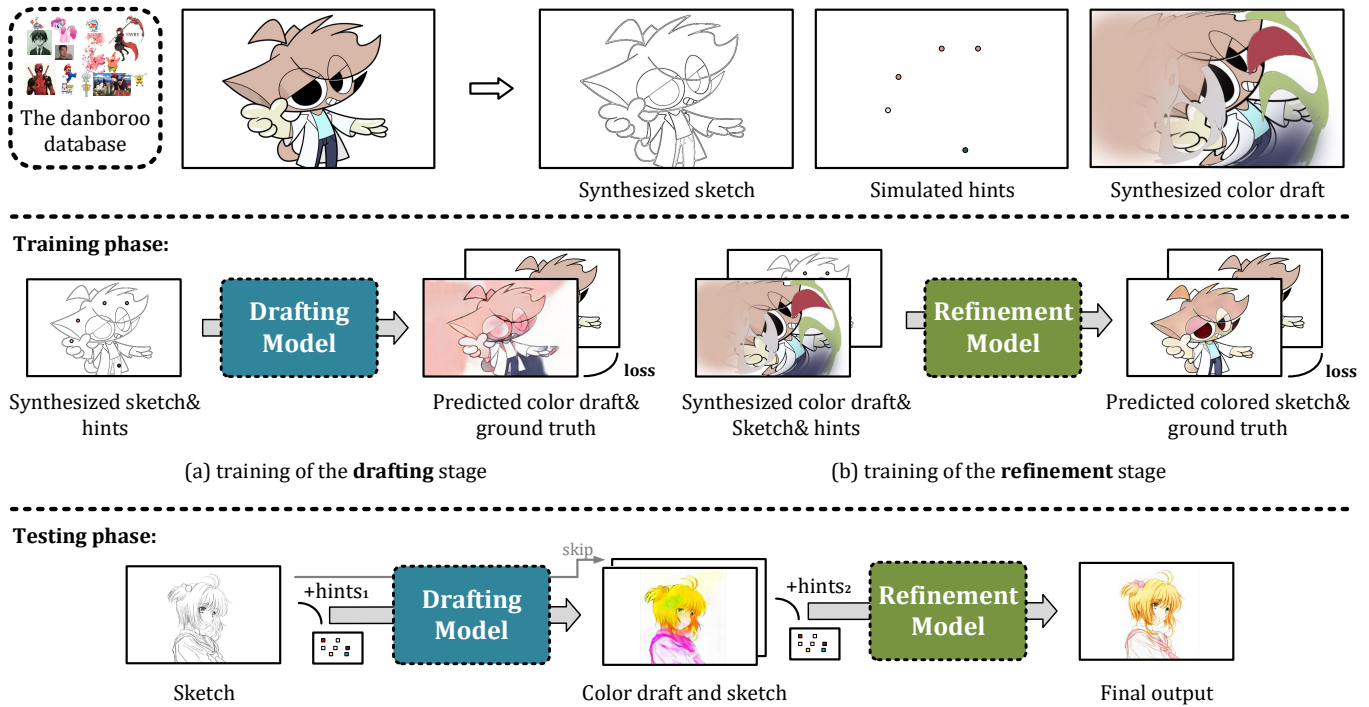 The danboroo
database
Synthesized sketch
Simulated hints
Synthesized color draft
Training phase:
Drafting
Model
Refinement
Model
loss
loss
Synthesized sketch&
hints
Predicted color draft&
ground truth
Synthesized color draft&
Sketch& hints
Predicted colored sketch&
ground truth
(a) training of the drafting stage
(b) training of the refinement stage
Testing phase:
skip
+hints₁
Drafting
Model
+hints₂
Refinement
Model
Sketch
Color draft and sketch
Final output